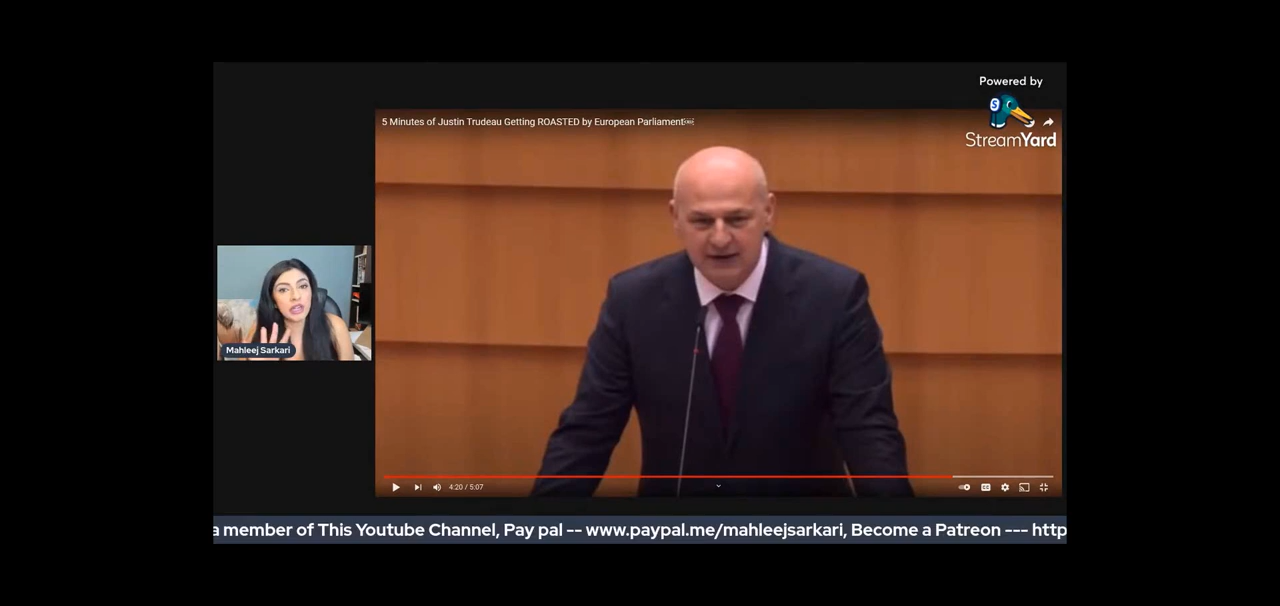 Powered by
StreamYard
5 Minutes of Justin Trudeau Getting ROASTED by European Parliament
Mahleej Sarkari
4:20 / 5:07
CC
a member of This Youtube Channel, Pay pal -- www.paypal.me/mahleejsarkari, Become a Patreon --- http